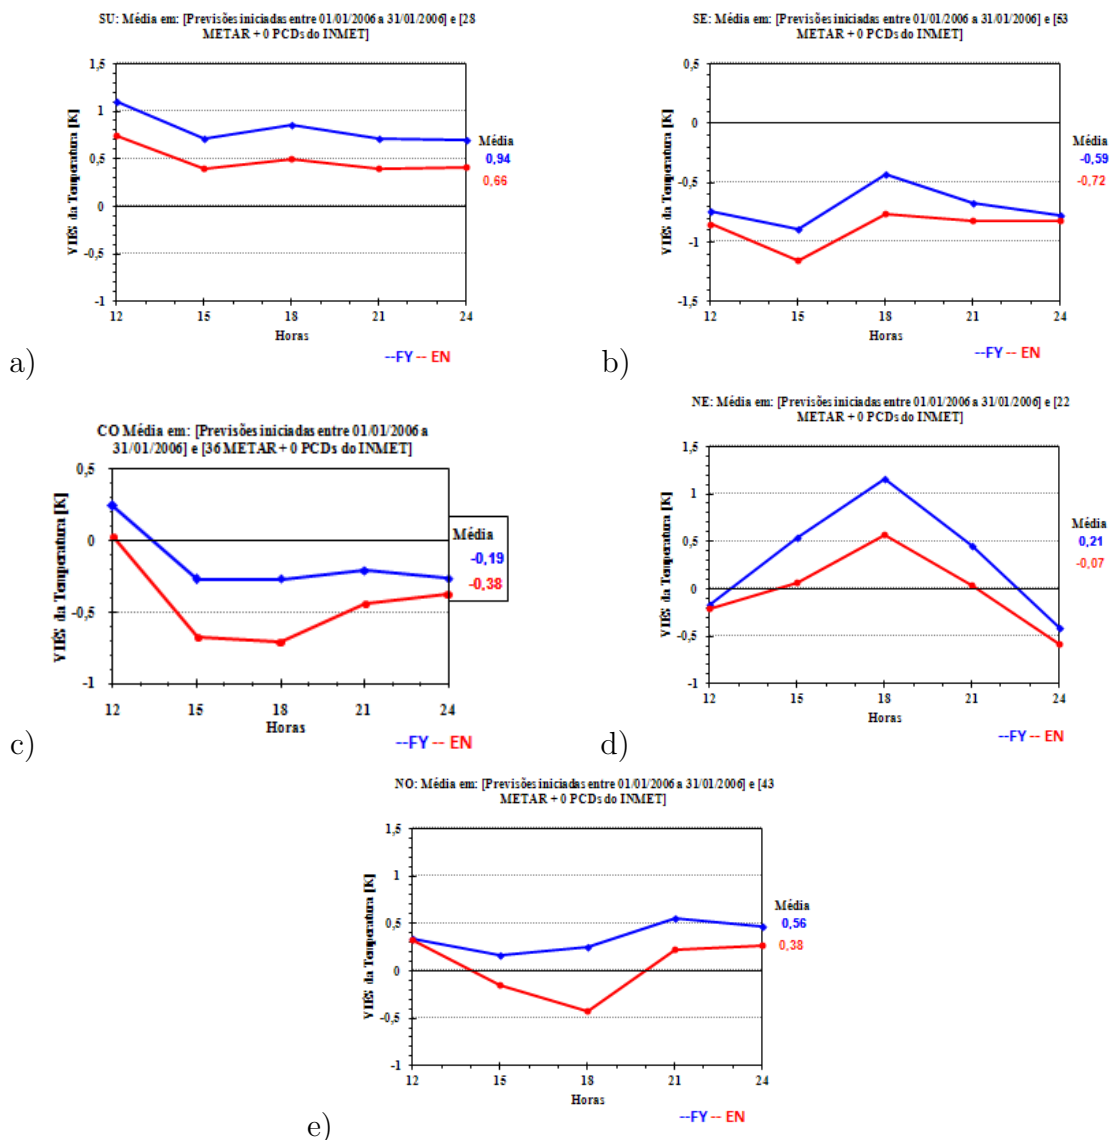 SU: Média em: [Previsões iniciadas entre 01/01/2006 a 31/01/2006] e [28
METAR + 0 PCDs do INMET]
VIÉS da Temperatura [K]
1,5
1
0,5
0
-0,5
-1
12 15 18 21 24
Horas
Média
0,94
0,66
--FY -- EN
a)
SE: Média em: [Previsões iniciadas entre 01/01/2006 a 31/01/2006] e [53
METAR + 0 PCDs do INMET]
VIÉS da Temperatura [K]
0,5
0
-0,5
-1
-1,5
12 15 18 21 24
Horas
Média
-0,59
-0,72
--FY -- EN
b)
CO Média em: [Previsões iniciadas entre 01/01/2006 a
31/01/2006] e [36 METAR + 0 PCDs do INMET]
VIÉS da Temperatura [K]
0,5
0
-0,5
-1
12 15 18 21 24
Horas
Média
-0,19
-0,38
--FY -- EN
c)
NE: Média em: [Previsões iniciadas entre 01/01/2006 a 31/01/2006] e [22
METAR + 0 PCDs do INMET]
VIÉS da Temperatura [K]
1,5
1
0,5
0
-0,5
-1
12 15 18 21 24
Horas
Média
0,21
-0,07
--FY -- EN
d)
NO: Média em: [Previsões iniciadas entre 01/01/2006 a 31/01/2006] e [43
METAR + 0 PCDs do INMET]
VIÉS da Temperatura [K]
1,5
1
0,5
0
-0,5
-1
12 15 18 21 24
Horas
Média
0,56
0,38
--FY -- EN
e)